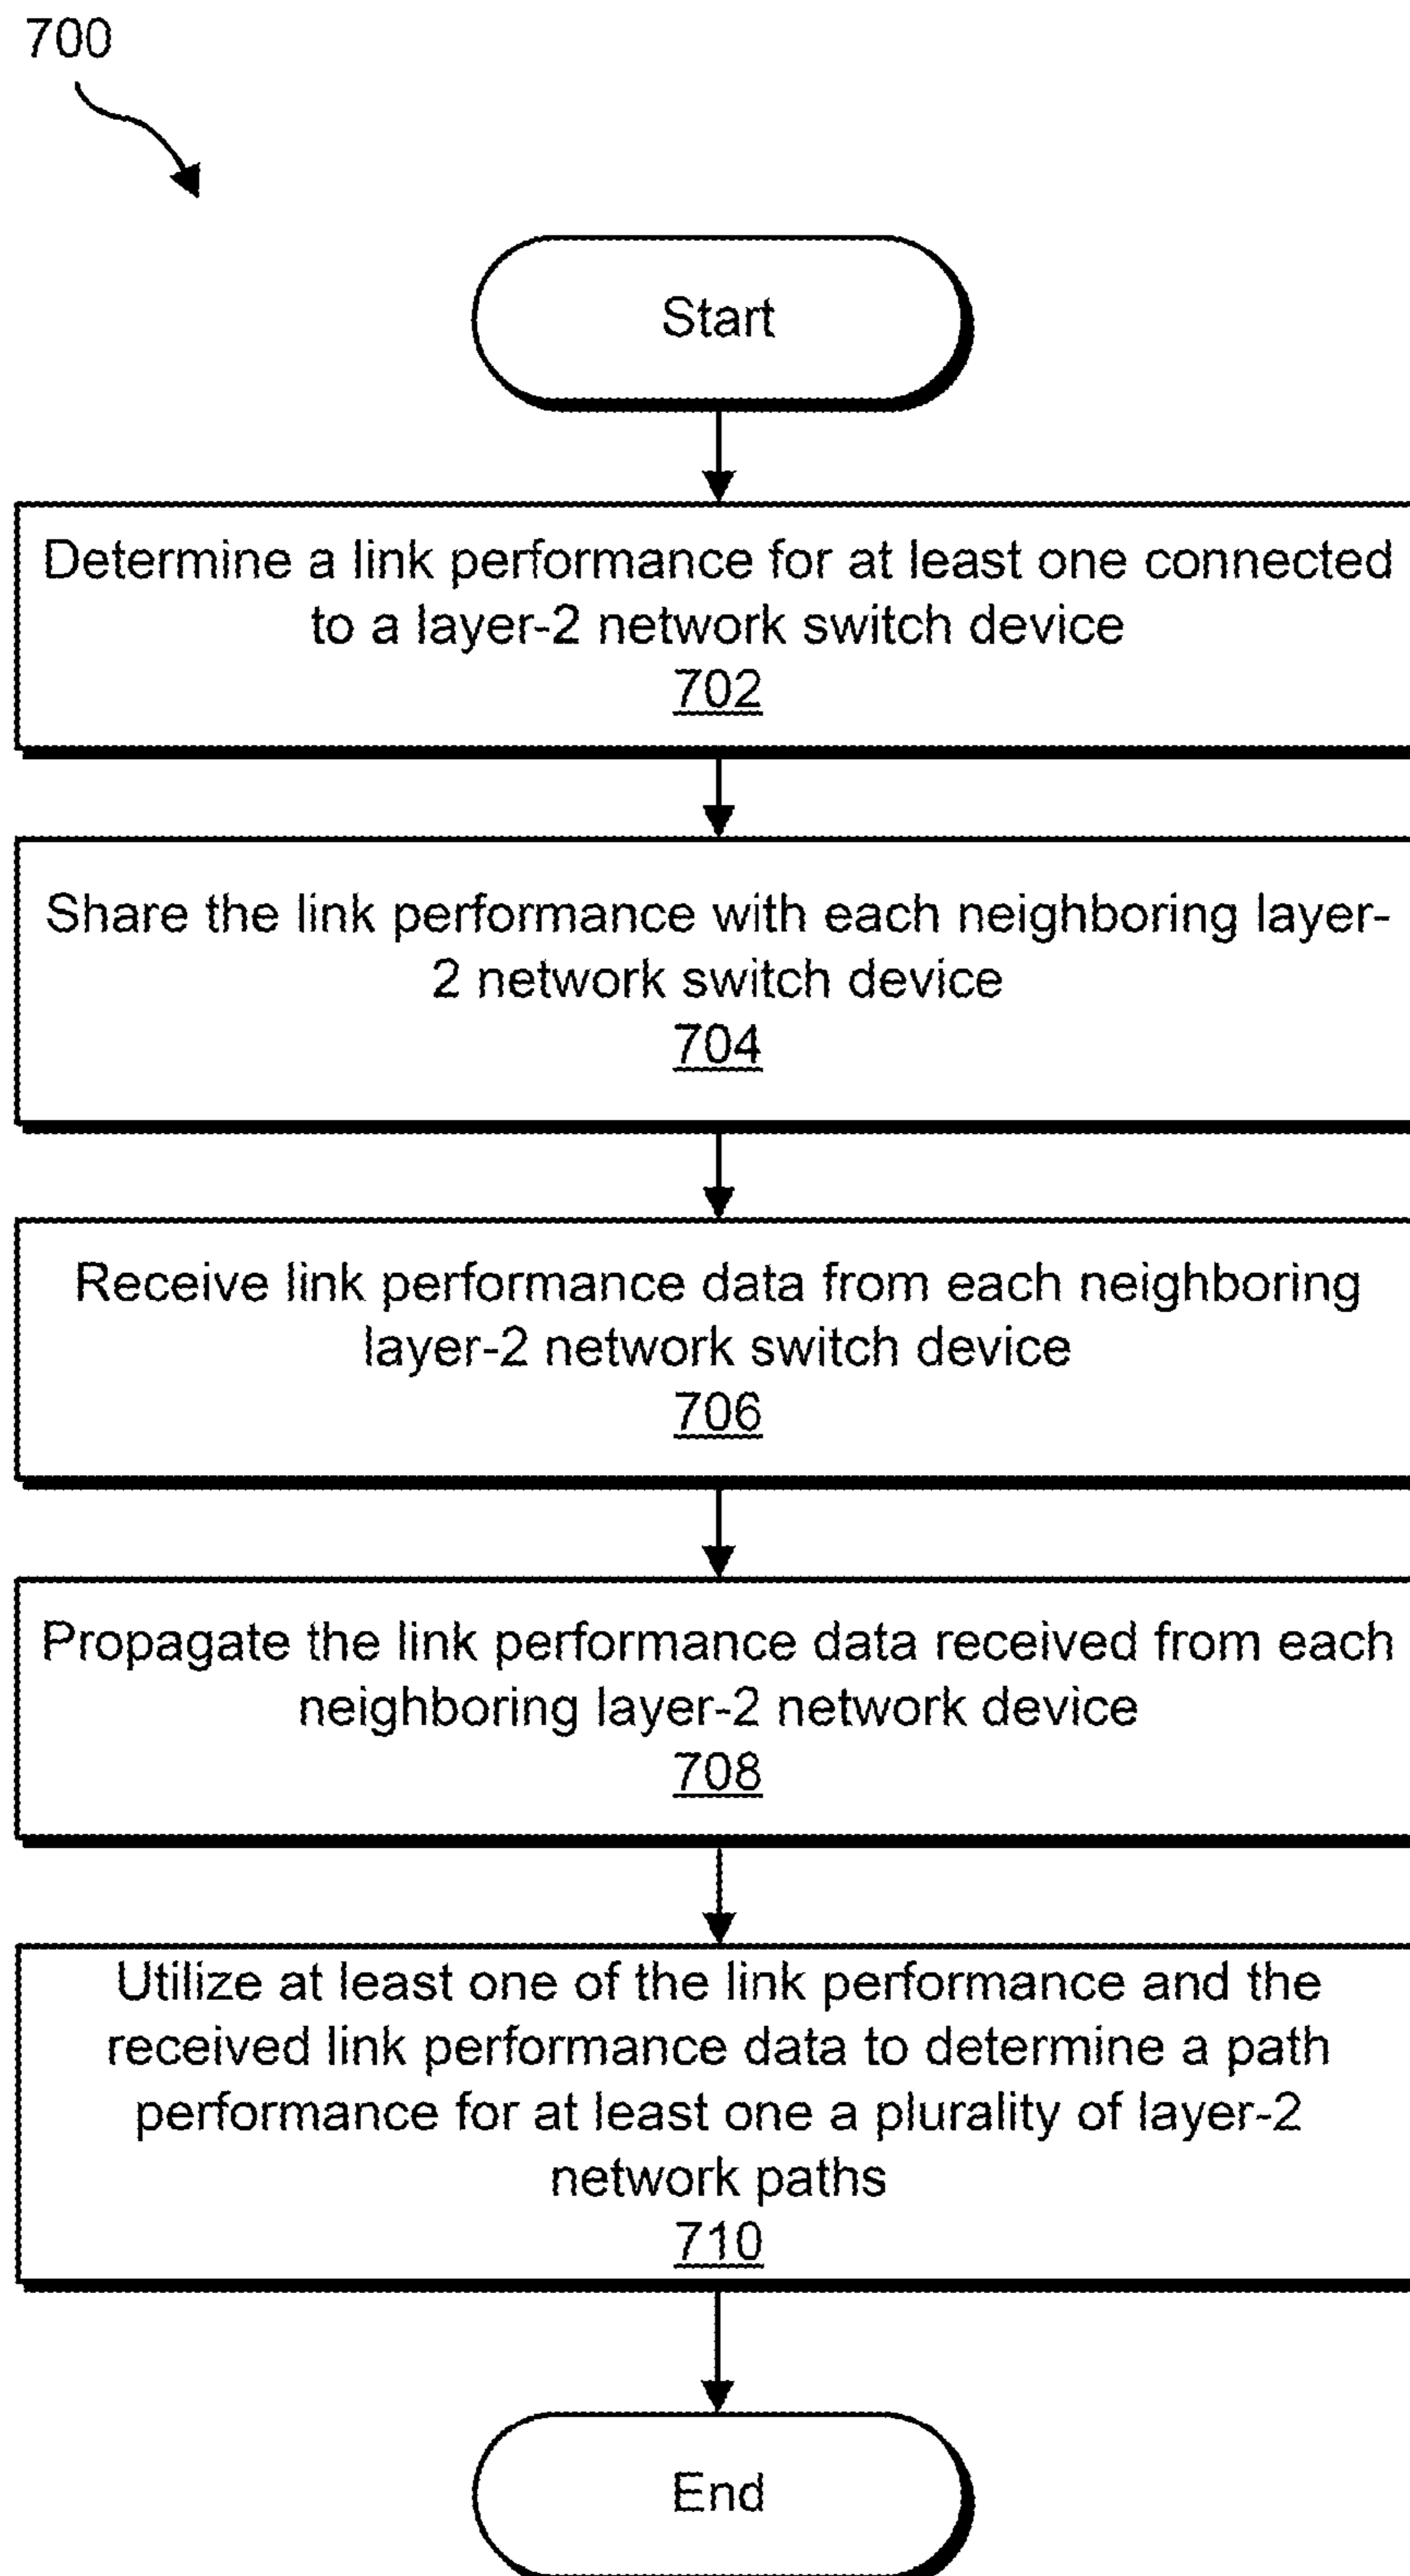 700
Start
Determine a link performance for at least one connected
to a layer-2 network switch device
702
Share the link performance with each neighboring layer-
2 network switch device
704
Receive link performance data from each neighboring
layer-2 network switch device
706
Propagate the link performance data received from each
neighboring layer-2 network device
708
Utilize at least one of the link performance and the
received link performance data to determine a path
performance for at least one a plurality of layer-2
network paths
710
End